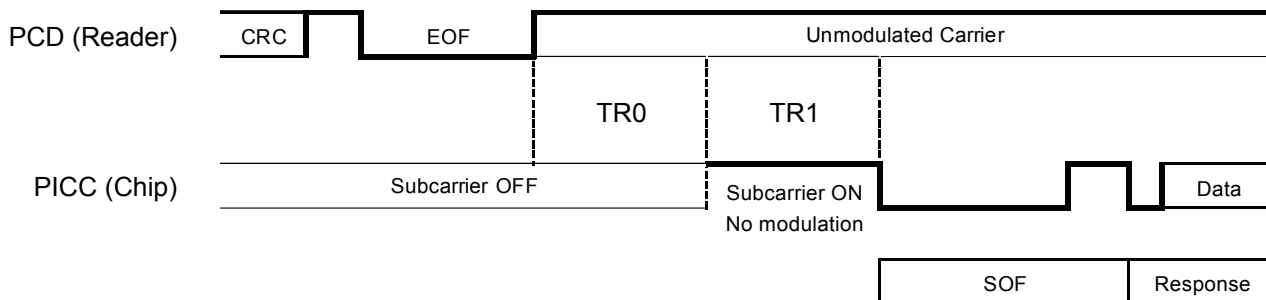 PCD (Reader)
CRC
EOF
Unmodulated Carrier
TR0
TR1
PICC (Chip)
Subcarrier OFF
Subcarrier ON
No modulation
Data
SOF
Response